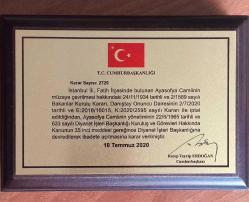 T.C. CUMHURBAŞKANLIĞI
Karar Sayısı: 2729
İstanbul İli, Fatih İlçesinde bulunan Ayasofya Camiinin
müzeye çevrilmesi hakkındaki 24/11/1934 tarihli ve 2/1589 sayılı
Bakanlar Kurulu Kararı, Danıştay Onuncu Dairesinin 2/7/2020
tarihli ve E:2016/16015, K:2020/2595 sayılı Kararı ile iptal
edildiğinden, Ayasofya Camiinin yönetiminin 22/6/1965 tarihli ve
633 sayılı Diyanet İşleri Başkanlığı Kuruluş ve Görevleri Hakkında
Kanunun 35 inci maddesi gereğince Diyanet İşleri Başkanlığına
devredilerek ibadete açılmasına karar verilmiştir.
10 Temmuz 2020
Recep Tayyip ERDOĞAN
Cumhurbaşkanı